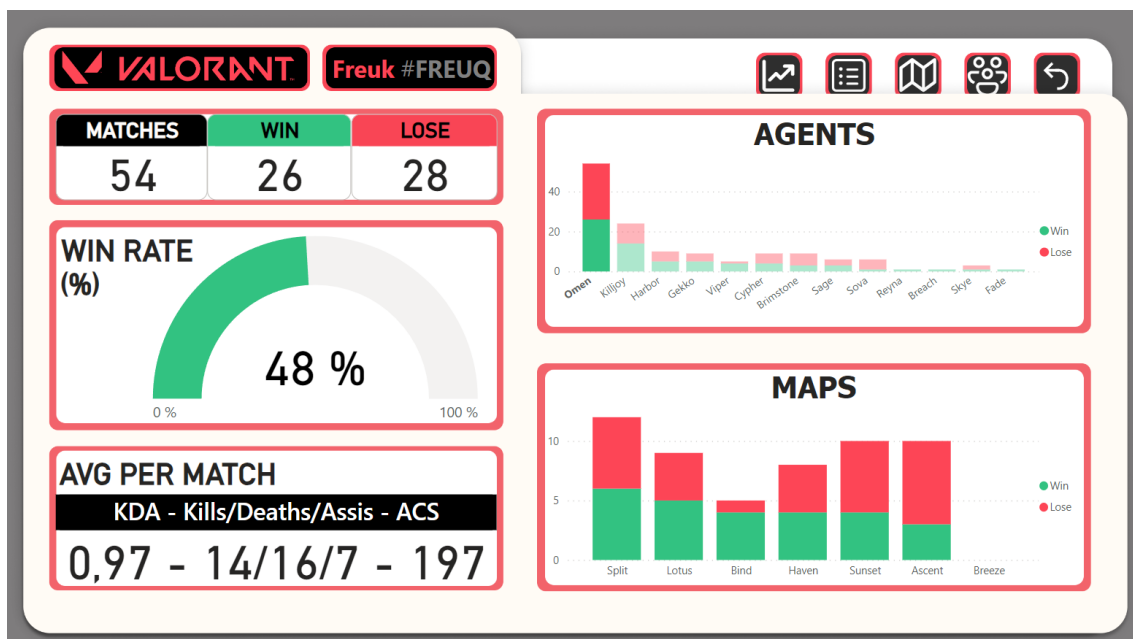 VALORANT
Freuk #FREUQ
MATCHES WIN LOSE
54 26 28
WIN RATE
(%)
48 %
0 % 100 %
AVG PER MATCH
KDA - Kills/Deaths/Assis - ACS
0,97 - 14/16/7 - 197
AGENTS
40
20
0
Win
Lose
Omen Killjoy Harbor Gekko Viper Cypher Brimstone Sage Sova Reyna Breach Skye Fade
MAPS
10
5
0
Win
Lose
Split Lotus Bind Haven Sunset Ascent Breeze